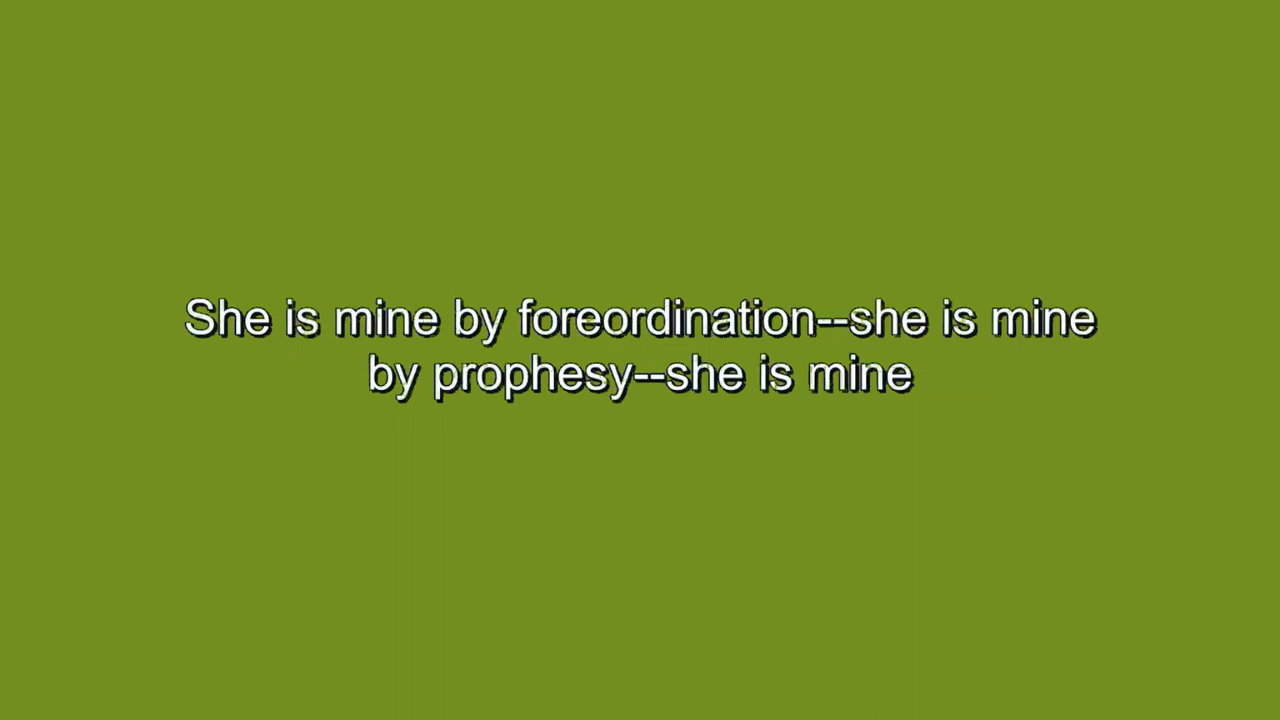 She is mine by foreordination--she is mine
by prophesy--she is mine